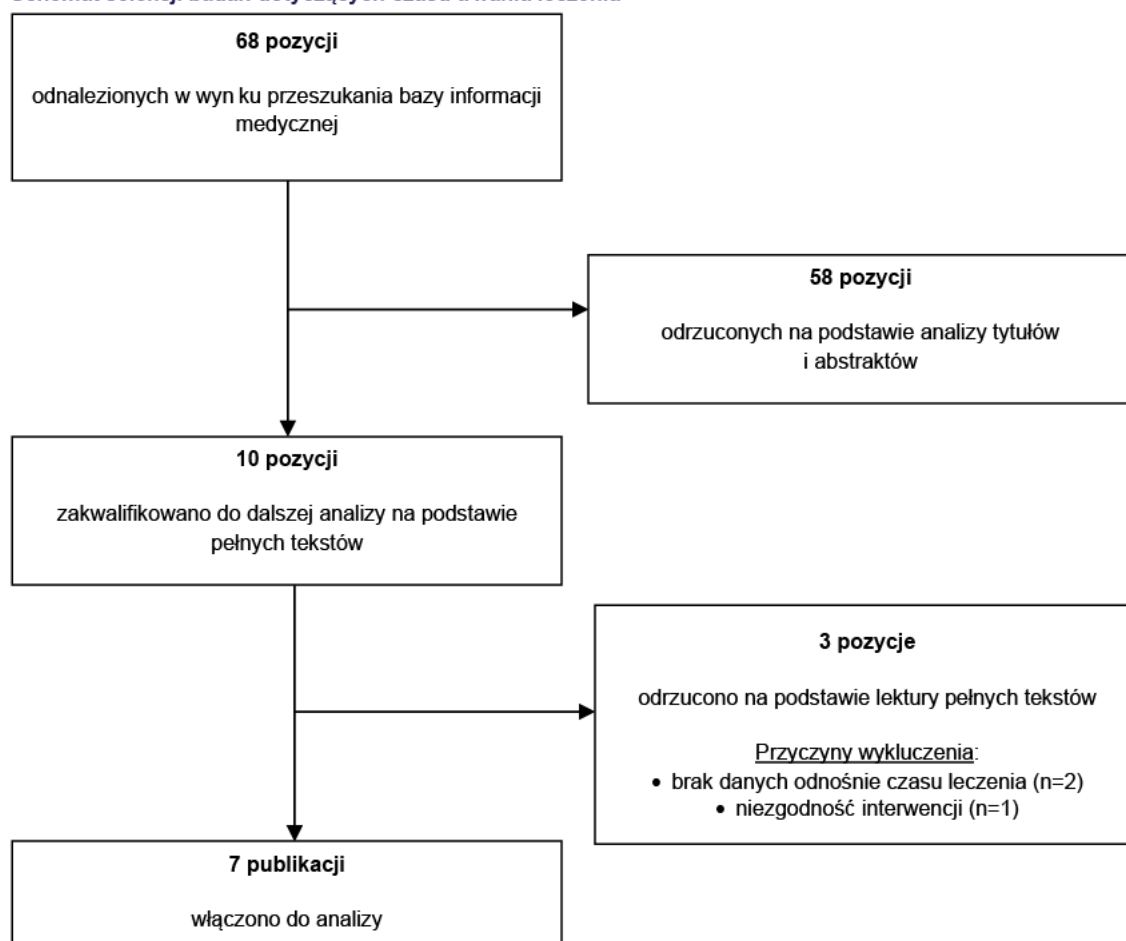 68 pozycji
odnalezionych w wyn ku przeszukania bazy informacji
medycznej
58 pozycji
odrzuconych na podstawie analizy tytułów
i abstraktów
10 pozycji
zakwalifikowano do dalszej analizy na podstawie
pełnych tekstów
3 pozycje
odrzucono na podstawie lektury pełnych tekstów
Przyczyny wykluczenia:
• brak danych odnośnie czasu leczenia (n=2)
• niezgodność interwencji (n=1)
7 publikacji
włączono do analizy